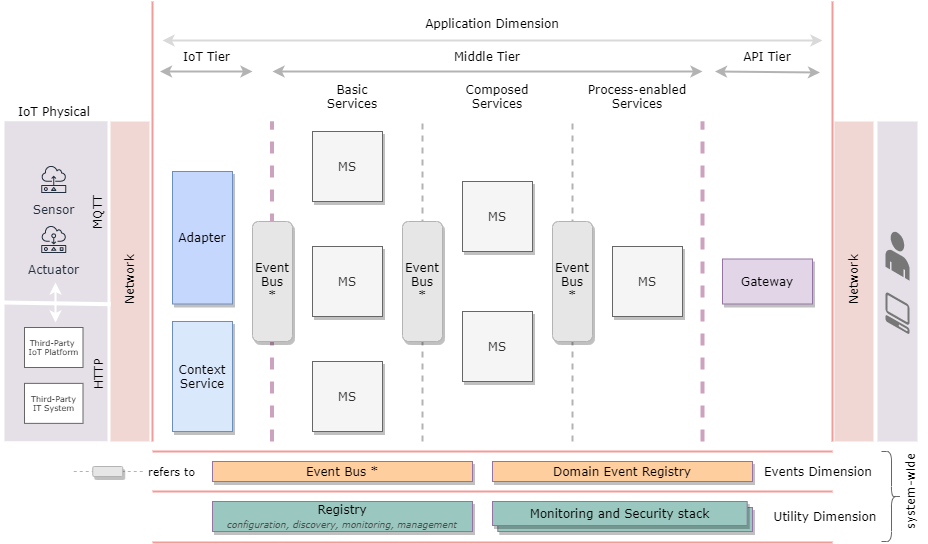 Application Dimension
IoT Tier
Middle Tier
API Tier
Basic
Services
Composed
Services
Process-enabled
Services
IoT Physical
Sensor
Actuator
MQTT
Third-Party
IoT Platform
Third-Party
IT System
HTTP
Network
Adapter
Context
Service
Event
Bus
*
MS
MS
MS
Event
Bus
*
MS
MS
Event
Bus
*
MS
Gateway
Network
refers to
Event Bus *
Domain Event Registry
Events Dimension
Registry
configuration, discovery, monitoring, management
Monitoring and Security stack
Utility Dimension
system-wide